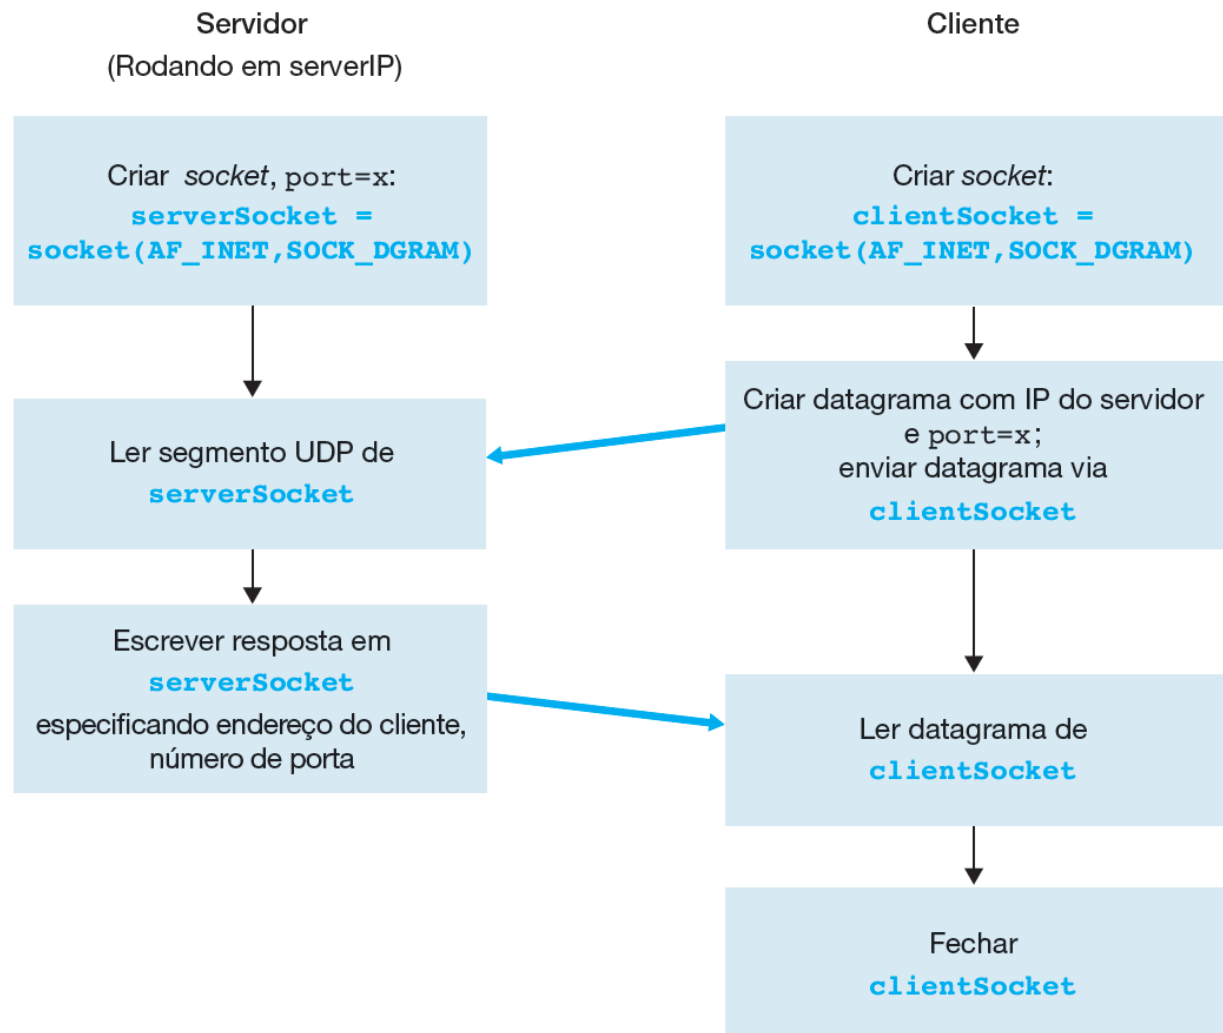 Servidor
(Rodando em serverIP)
Cliente
Criar socket, port=x:
serverSocket =
socket(AF_INET,SOCK_DGRAM)
Criar socket:
clientSocket =
socket(AF_INET,SOCK_DGRAM)
Ler segmento UDP de
serverSocket
Criar datagrama com IP do servidor
e port=x;
enviar datagrama via
clientSocket
Escrever resposta em
serverSocket
especificando endereço do cliente,
número de porta
Ler datagrama de
clientSocket
Fechar
clientSocket